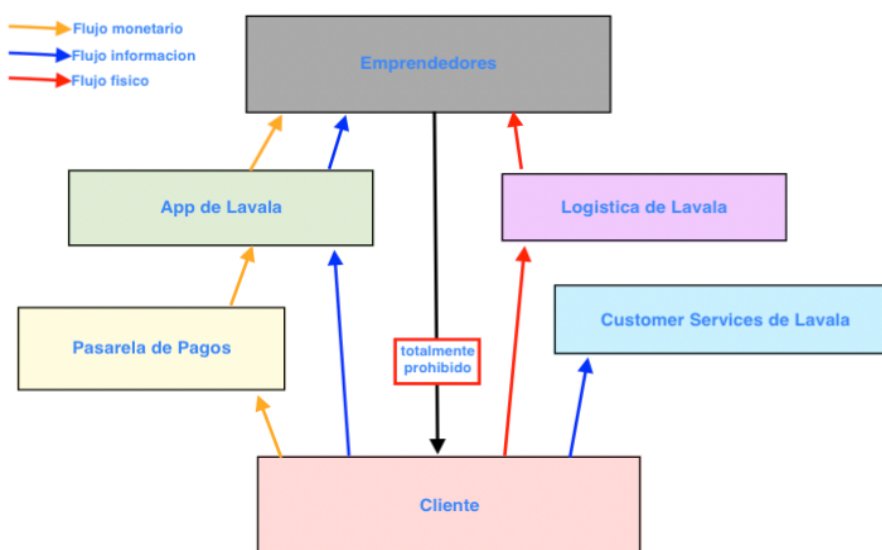 Flujo monetario
Flujo informacion
Flujo fisico
Emprendedores
App de Lavala
Logistica de Lavala
Customer Services de Lavala
Pasarela de Pagos
totalmente
prohibido
Cliente